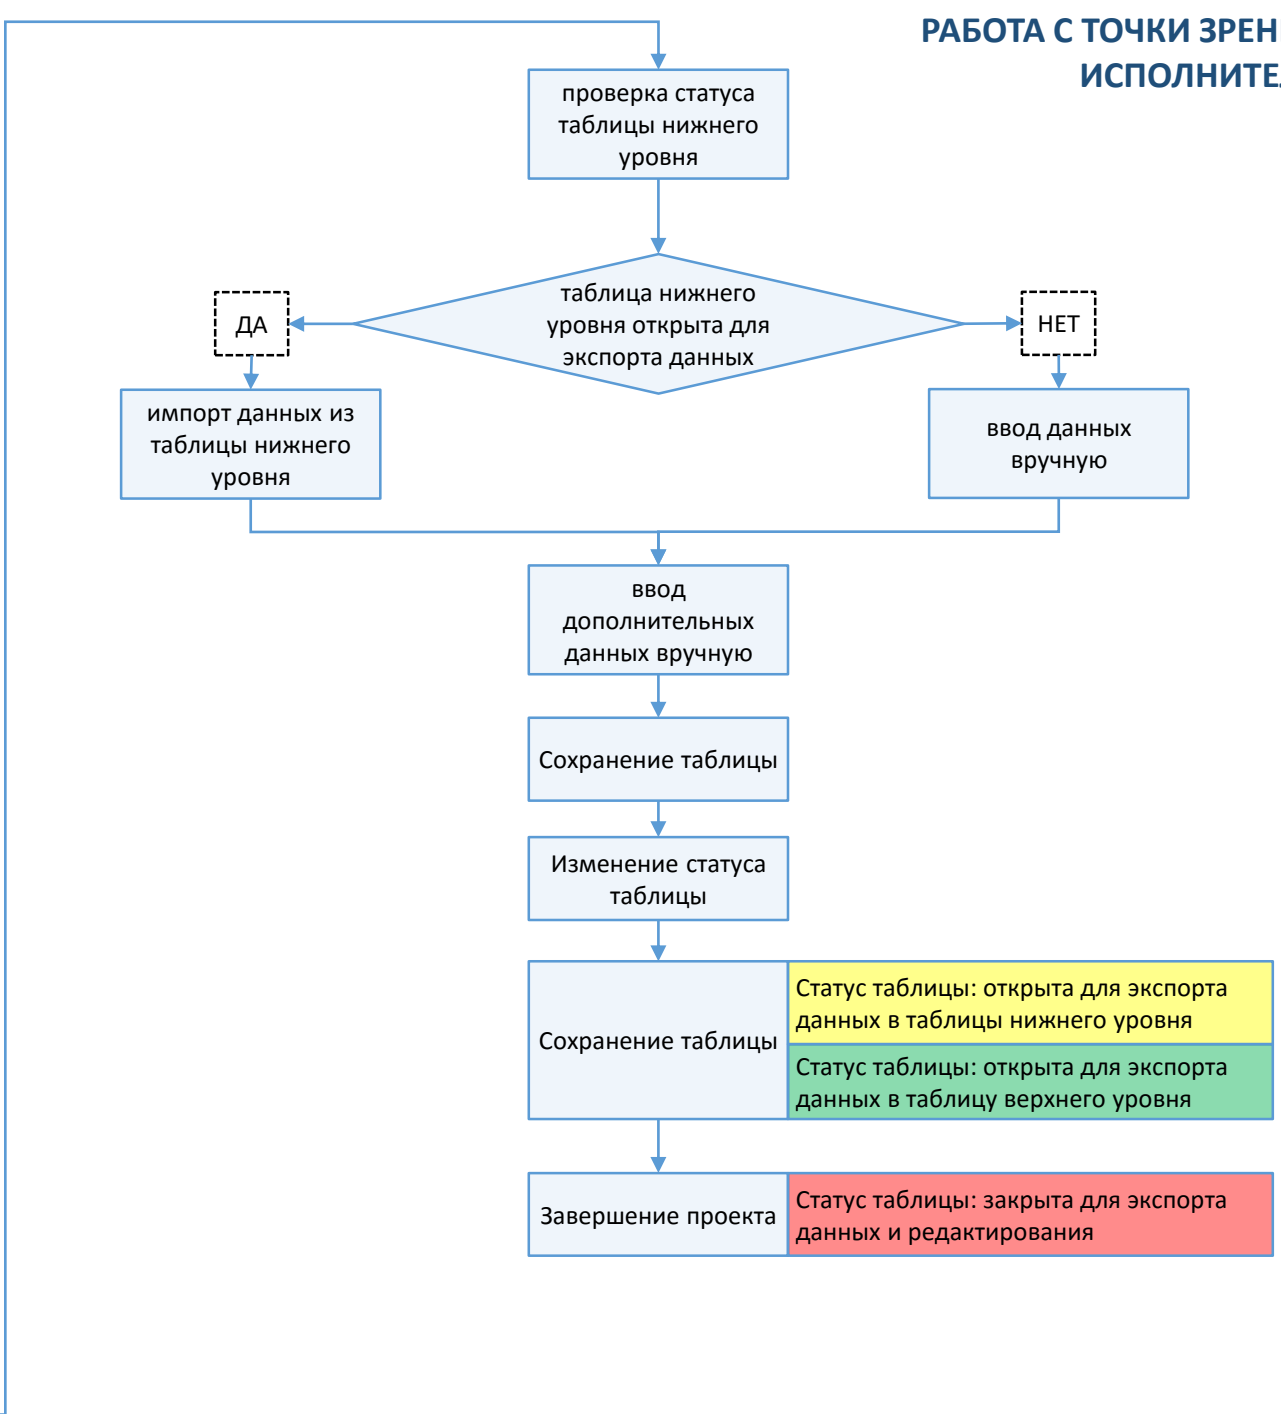 РАБОТА С ТОЧКИ
проверка статуса
таблицы нижнего
уровня
таблица нижнего
уровня открыта для
экспорта данных
ДА
НЕТ
импорт данных из
таблицы нижнего
уровня
ввод данных
вручную
ввод
дополнительных
данных вручную
Сохранение таблицы
Изменение статуса
таблицы
Сохранение таблицы
Статус таблицы: открыта для экспорта
данных в таблицы нижнего уровня
Статус таблицы: открыта для экспорта
данных в таблицу верхнего уровня
Завершение проекта
Статус таблицы: закрыта для экспорта
данных и редактирования